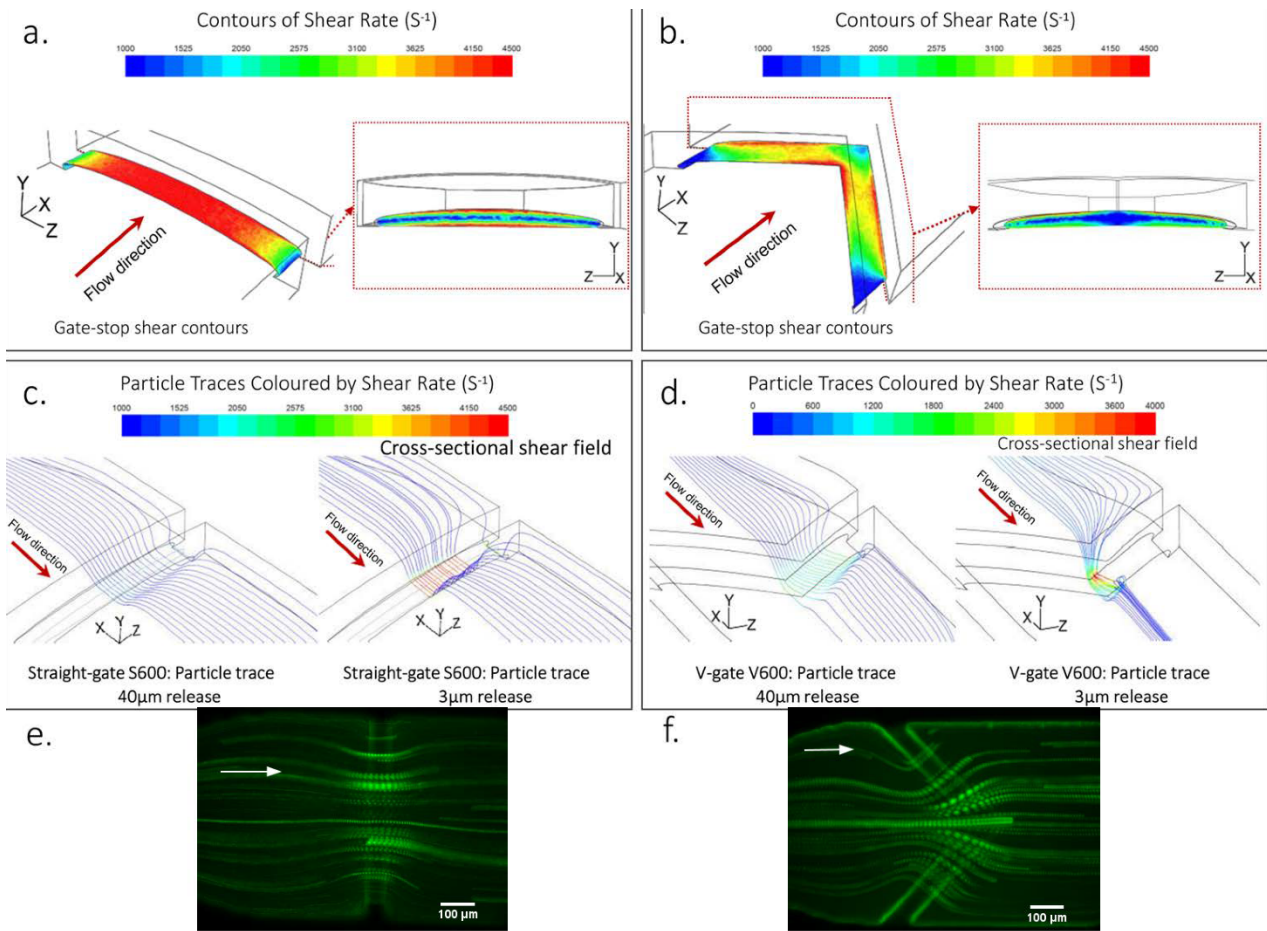 a.
Contours of Shear Rate (S⁻¹)
1000 1525 2050 2575 3100 3625 4150 4500
Y
X
Z
Flow direction
Y
Z
X
Gate-stop shear contours
b.
Contours of Shear Rate (S⁻¹)
1000 1525 2050 2575 3100 3625 4150 4500
Y
X
Z
Flow direction
Y
Z
X
Gate-stop shear contours
c.
Particle Traces Coloured by Shear Rate (S⁻¹)
1000 1525 2050 2575 3100 3625 4150 4500
Cross-sectional shear field
Flow direction
X Y Z
Flow direction
X Y Z
Straight-gate S600: Particle trace
40µm release
Straight-gate S600: Particle trace
3µm release
d.
Particle Traces Coloured by Shear Rate (S⁻¹)
0 600 1200 1800 2400 3000 4000
Cross-sectional shear field
Flow direction
X Y Z
Flow direction
X Y Z
V-gate V600: Particle trace
40µm release
V-gate V600: Particle trace
3µm release
e.
100 µm
f.
100 µm